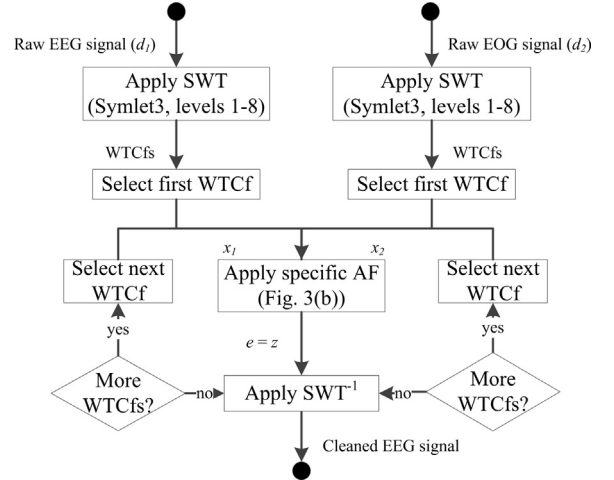 Raw EEG signal (d1)
Raw EOG signal (d2)
Apply SWT
(Symlet3, levels 1-8)
Apply SWT
(Symlet3, levels 1-8)
WTCfs
WTCfs
Select first WTCf
Select first WTCf
x1
x2
Select next
WTCf
Apply specific AF
(Fig. 3(b))
Select next
WTCf
yes
e = z
yes
More
WTCfs?
no
Apply SWT-1
no
More
WTCfs?
Cleaned EEG signal